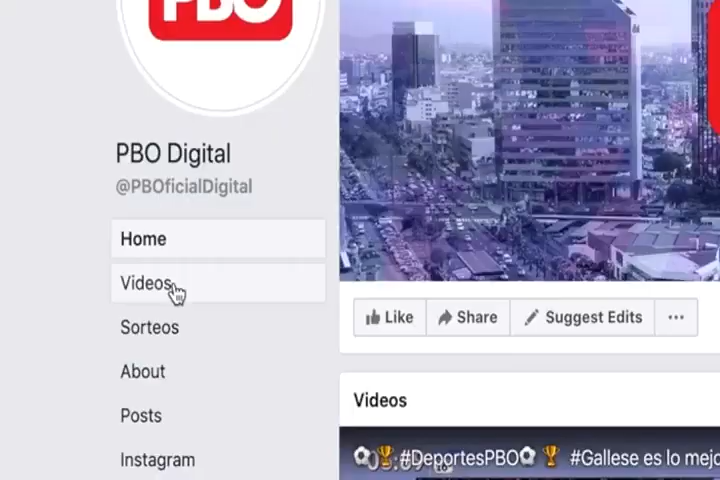 PBO
PBO Digital
@PBOficialDigital
Home
Videos
Sorteos
About
Posts
Instagram
Like
Share
Suggest Edits
Videos
#DeportesPBO #Gallese es lo mejo